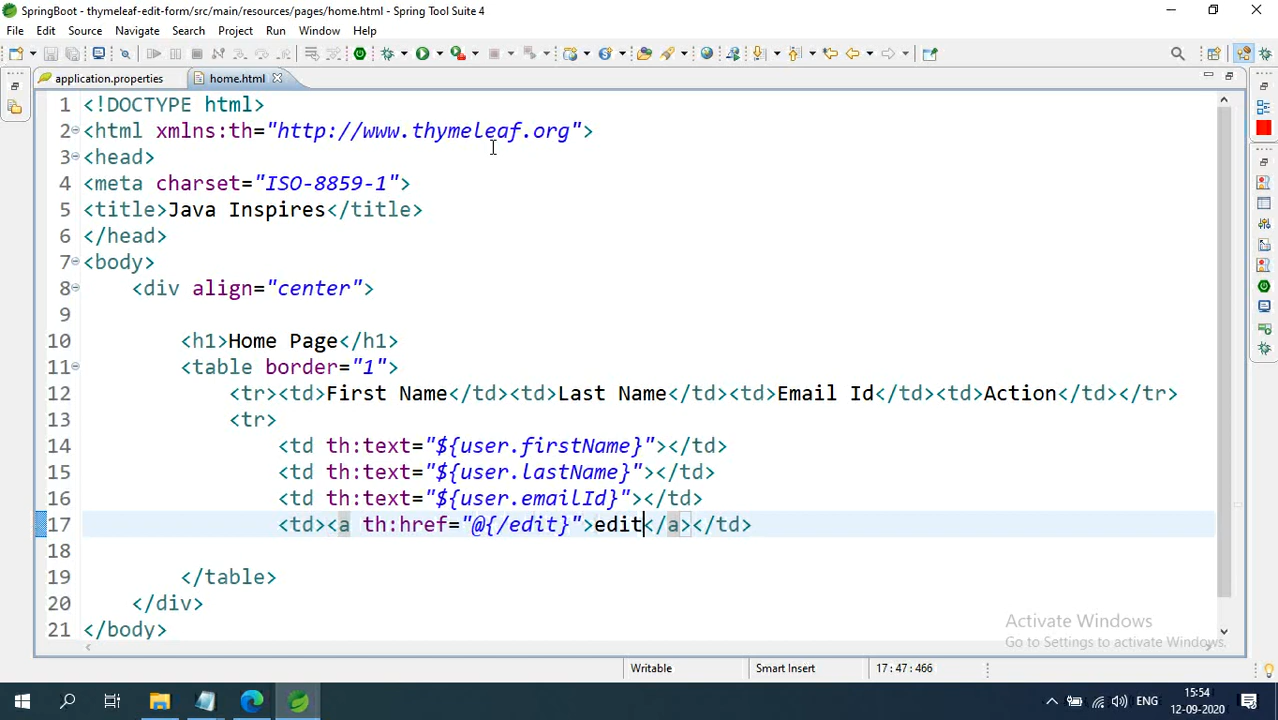 SpringBoot - thymeleaf-edit-form/src/main/resources/pages/home.html - Spring Tool Suite 4
File Edit Source Navigate Search Project Run Window Help
application.properties home.html
1 <!DOCTYPE html>
2 <html xmlns:th="http://www.thymeleaf.org">
3 <head>
4 <meta charset="ISO-8859-1">
5 <title>Java Inspires</title>
6 </head>
7 <body>
8 <div align="center">
9
10 <h1>Home Page</h1>
11 <table border="1">
12 <tr><td>First Name</td><td>Last Name</td><td>Email Id</td><td>Action</td></tr>
13 <tr>
14 <td th:text="${user.firstName}"></td>
15 <td th:text="${user.lastName}"></td>
16 <td th:text="${user.emailId}"></td>
17 <td><a th:href="@{/edit}">edit</a></td>
18
19 </table>
20 </div>
21 </body>
Activate Windows
Go to Settings to activate Windows.
Writable Smart Insert 17 : 47 : 466
ENG 15:54
12-09-2020